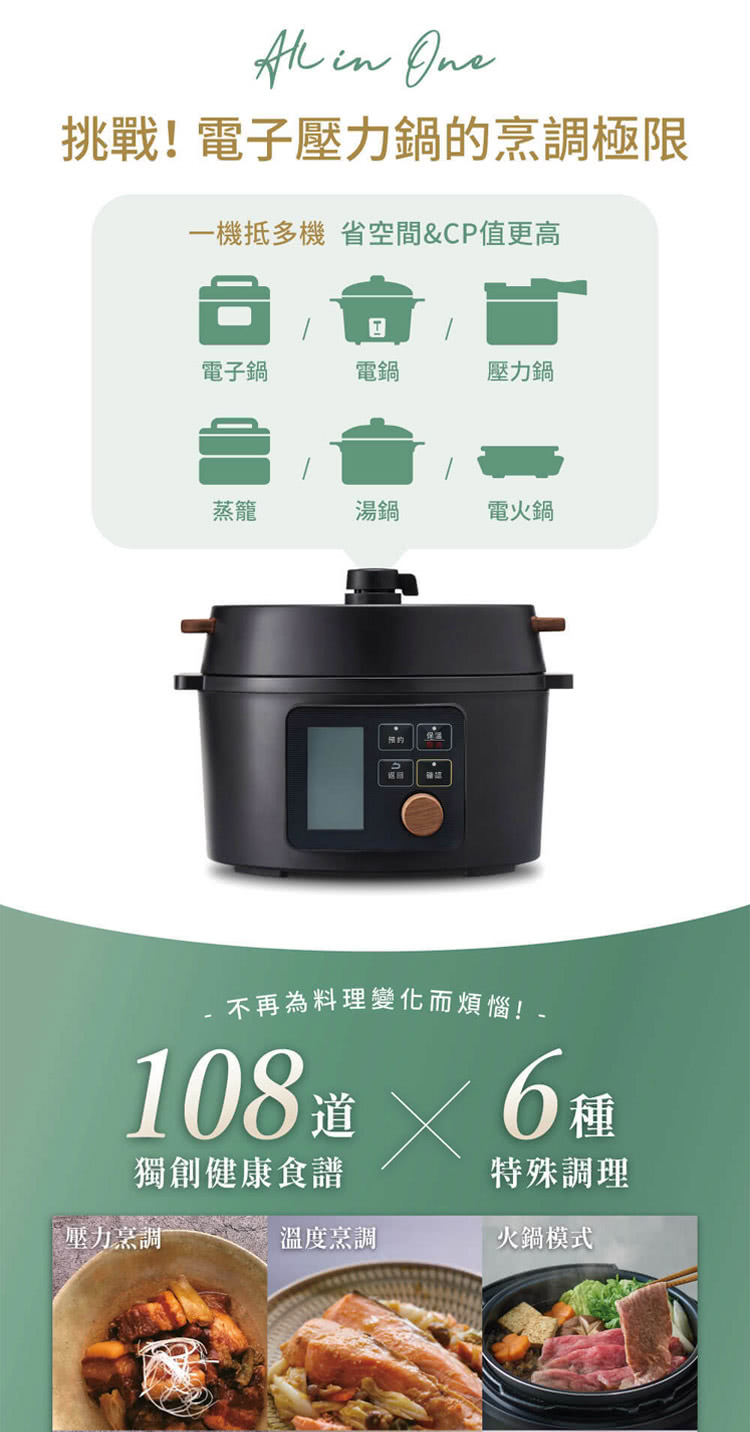 All in One
挑戰！電子壓力鍋的烹調極限
一機抵多機 省空間&CP值更高
電子鍋 / 電鍋 / 壓力鍋
蒸籠 / 湯鍋 / 電火鍋
預約 保溫
返回 確認
- 不再為料理變化而煩惱！ -
108道 × 6種
獨創健康食譜 特殊調理
壓力烹調 溫度烹調 火鍋模式